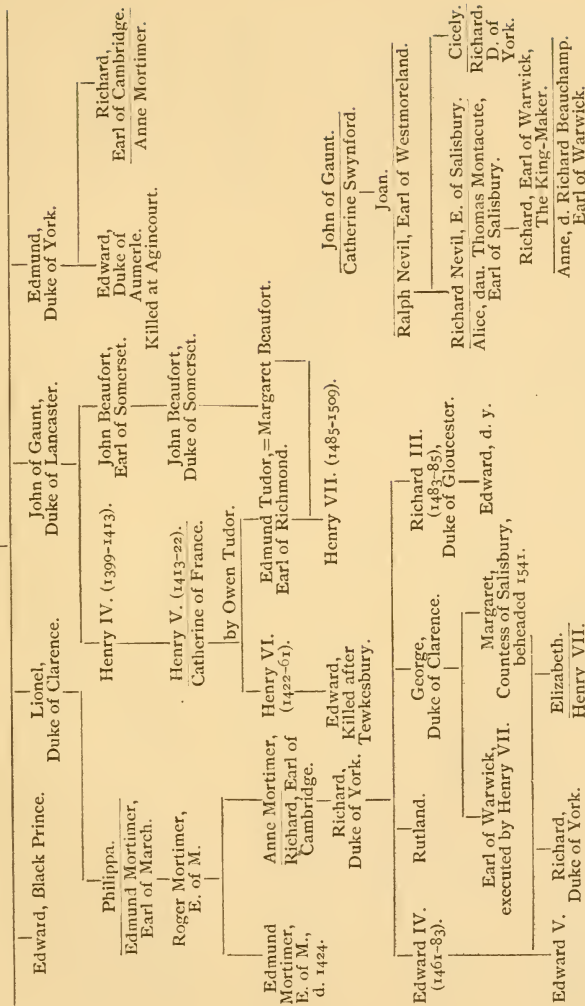 Edward, Black Prince.
Lionel,
Duke of Clarence.
John of Gaunt,
Duke of Lancaster.
Edmund,
Duke of York.
Philippa.
Edmund Mortimer,
Earl of March.
Roger Mortimer,
E. of M.
Henry IV. (1399-1413).
Henry V. (1413-22).
Catherine of France.
by Owen Tudor.
John Beaufort,
Earl of Somerset.
John Beaufort,
Duke of Somerset.
Edward,
Duke of
Aumerle.
Killed at Agincourt.
Richard,
Earl of Cambridge.
Anne Mortimer.
Edmund
Mortimer,
E. of M.,
d. 1424.
Anne Mortimer,
Richard, Earl of
Cambridge.
Richard,
Duke of York.
Henry VI.
(1422-61).
Edward,
Killed after
Tewkesbury.
Edmund Tudor,=Margaret Beaufort.
Earl of Richmond.
Henry VII. (1485-1509).
Edward IV.
(1461-83).
Rutland.
George,
Duke of Clarence.
Richard III.
(1483-85),
Duke of Gloucester.
Edward, d. y.
Earl of Warwick,
executed by Henry VII.
Margaret,
Countess of Salisbury,
beheaded 1541.
Edward V.
Richard,
Duke of York.
Elizabeth.
Henry VII.
John of Gaunt.
Catherine Swynford.
Joan.
Ralph Nevil, Earl of Westmoreland.
Richard Nevil, E. of Salisbury.
Alice, dau. Thomas Montacute,
Earl of Salisbury.
Cicely.
Richard,
D. of
York.
Richard, Earl of Warwick,
The King-Maker.
Anne, d. Richard Beauchamp.
Earl of Warwick.